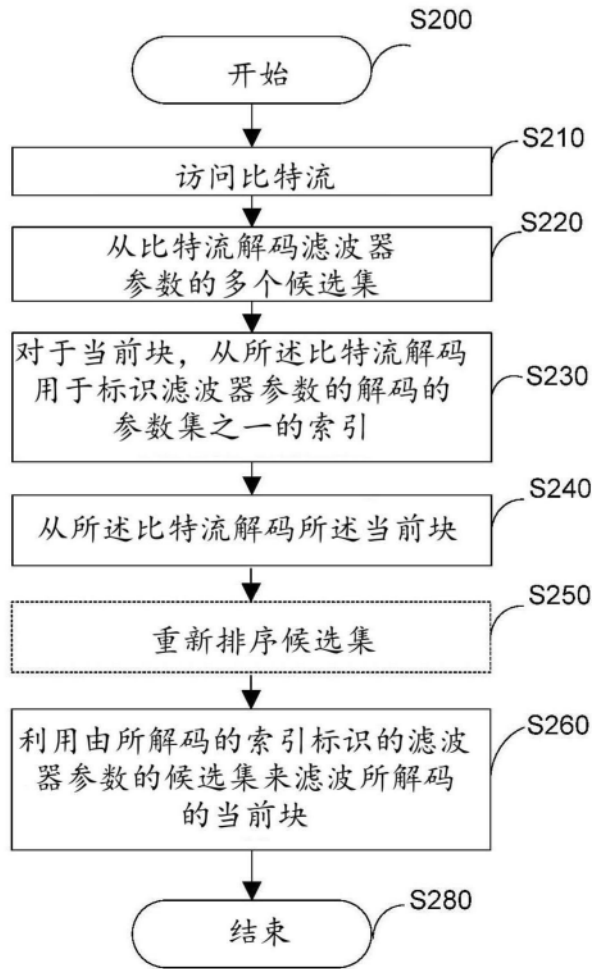 S200
开始
S210
访问比特流
S220
从比特流解码滤波器
参数的多个候选集
对于当前块，从所述比特流解码
用于标识滤波器参数的解码的
参数集之一的索引
S230
S240
从所述比特流解码所述当前块
S250
重新排序候选集
S260
利用由所解码的索引标识的滤波
器参数的候选集来滤波所解码
的当前块
S280
结束